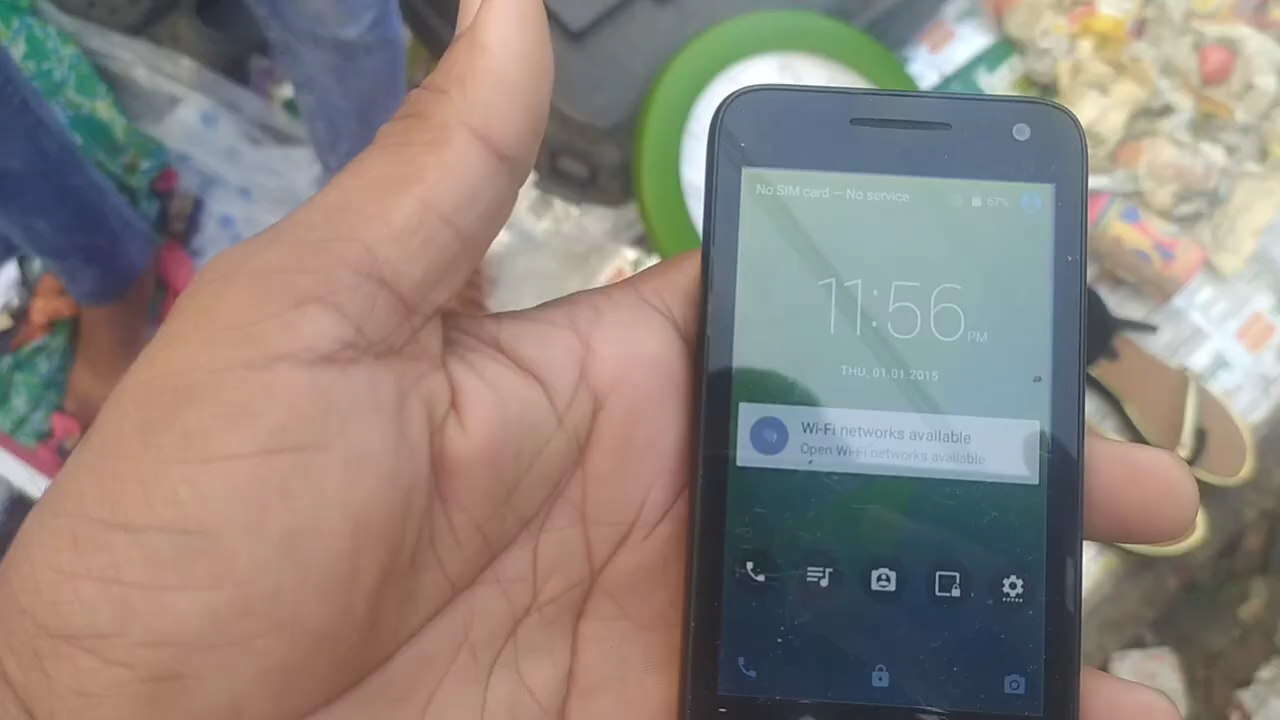 No SIM card — No service
67%
11:56 PM
THU, 01.01.2015
Wi-Fi networks available
Open Wi-Fi networks available